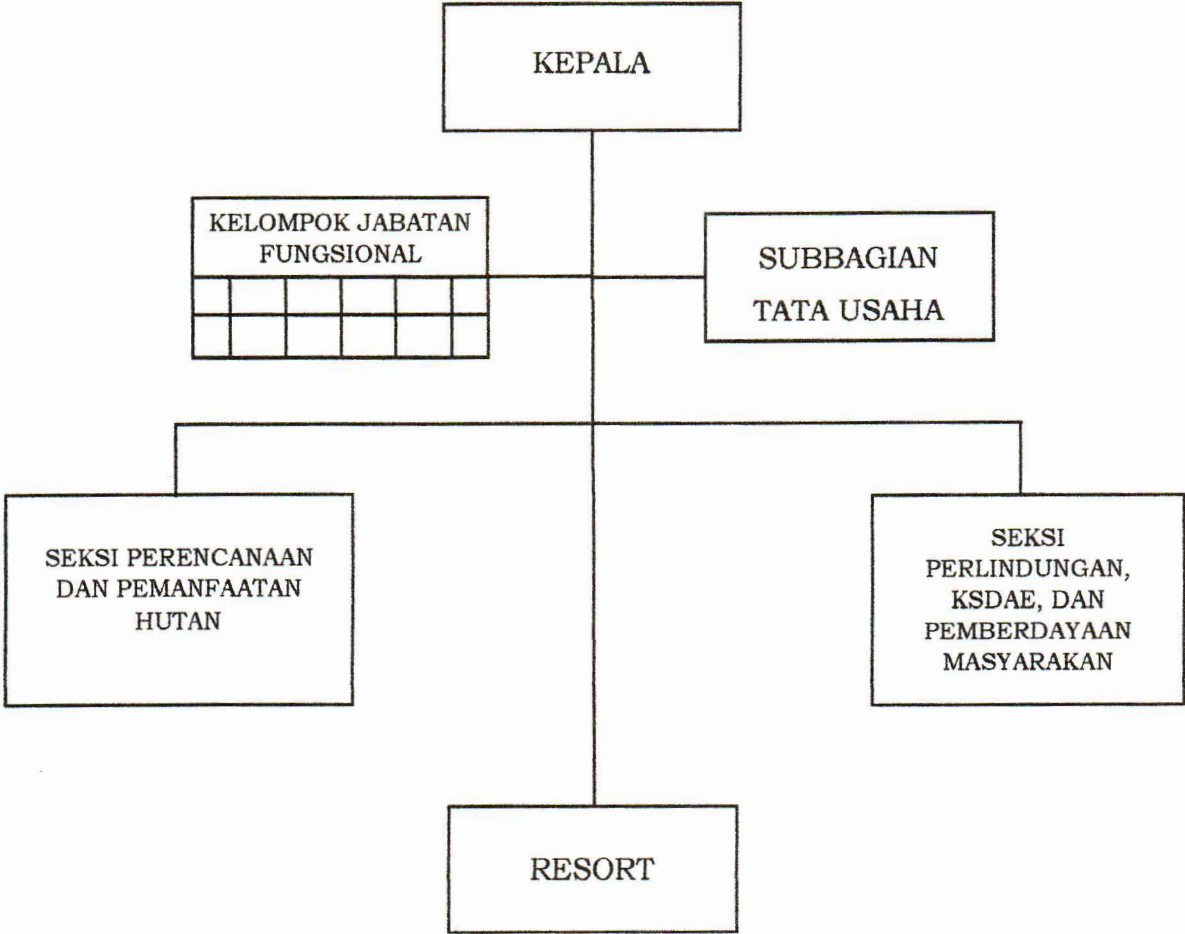 KEPALA
KELOMPOK JABATAN
FUNGSIONAL
SUBBAGIAN
TATA USAHA
SEKSI PERENCANAAN
DAN PEMANFAATAN
HUTAN
SEKSI
PERLINDUNGAN,
KSDAE, DAN
PEMBERDAYAAN
MASYARAKAN
RESORT